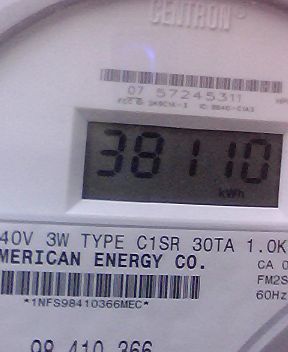 CENTRON
07 57245311
38110
kWh
40V 3W TYPE C1SR 30TA 1.0K
MERICAN ENERGY CO.
CA 0
FM2S
60Hz
*1NFS98410366MEC*
98 410 366